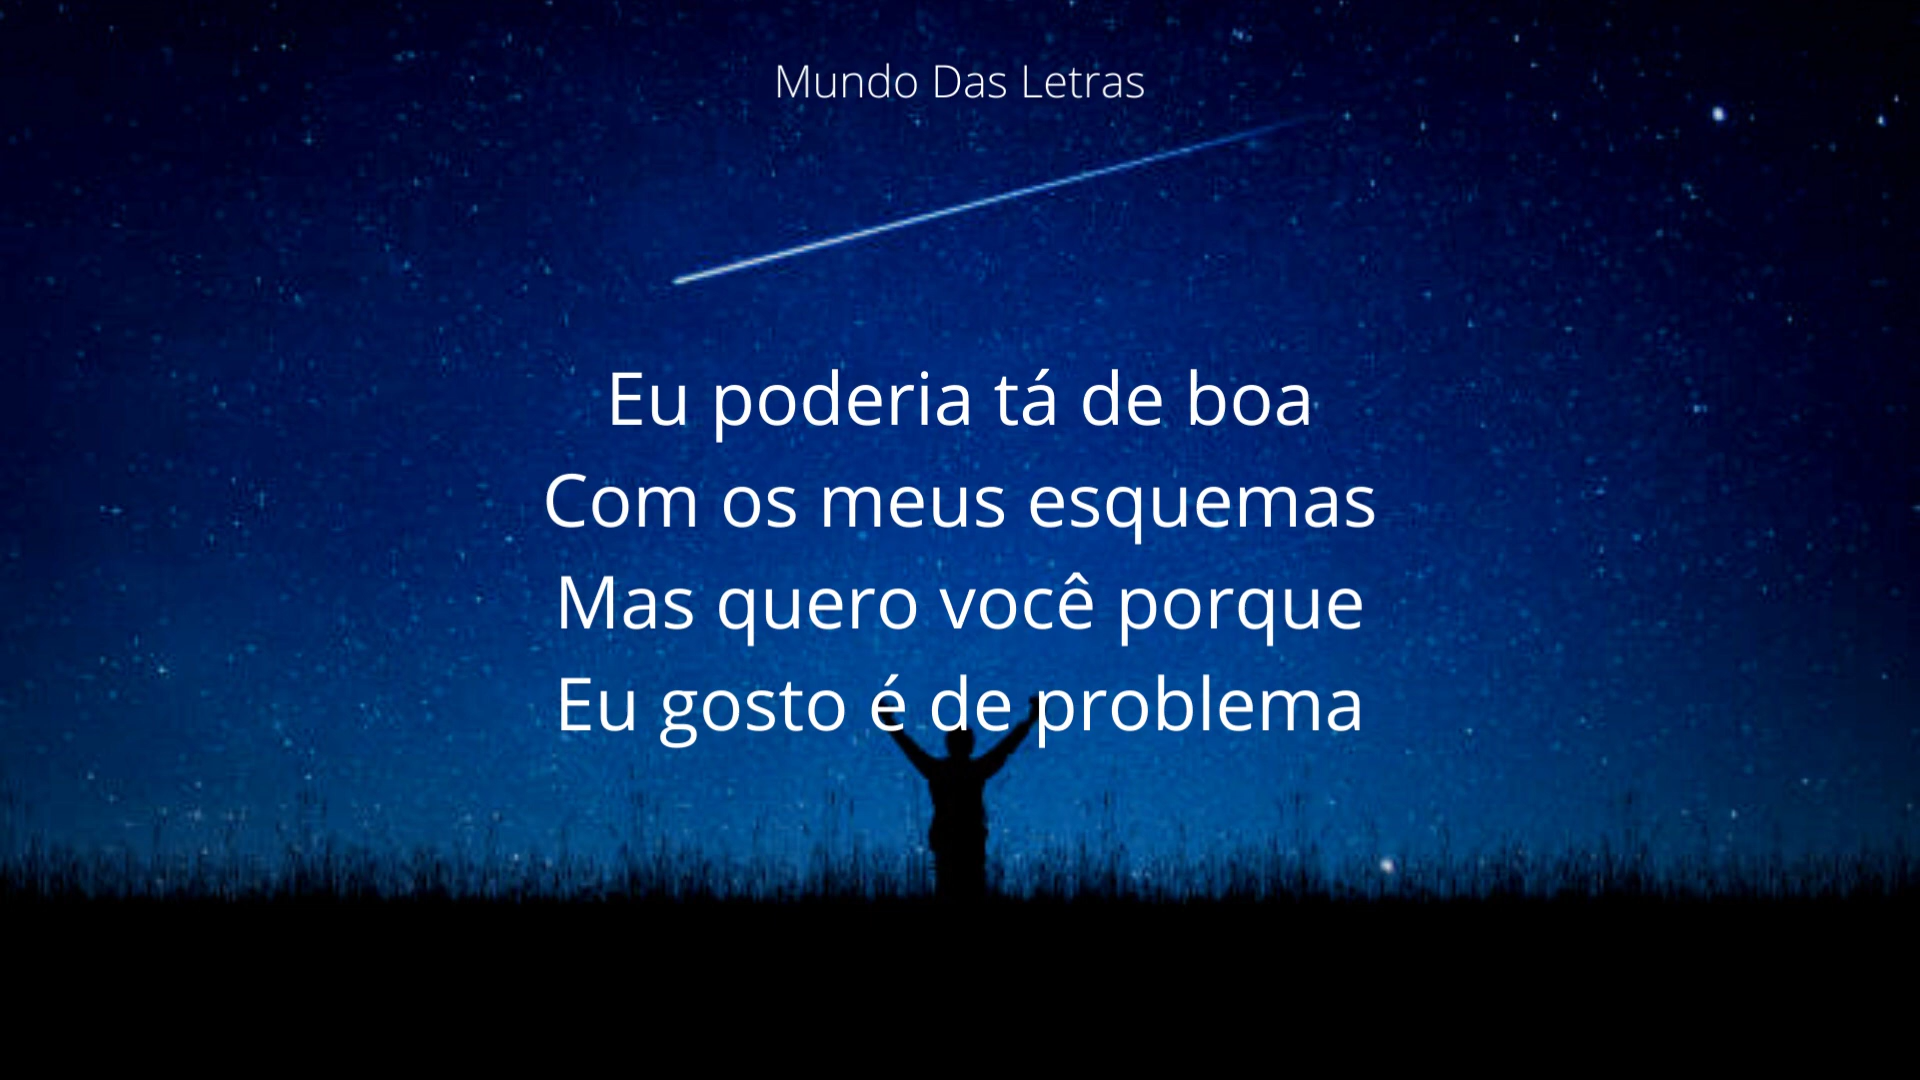 Mundo Das Letras
Eu poderia tá de boa
Com os meus esquemas
Mas quero você porque
Eu gosto é de problema